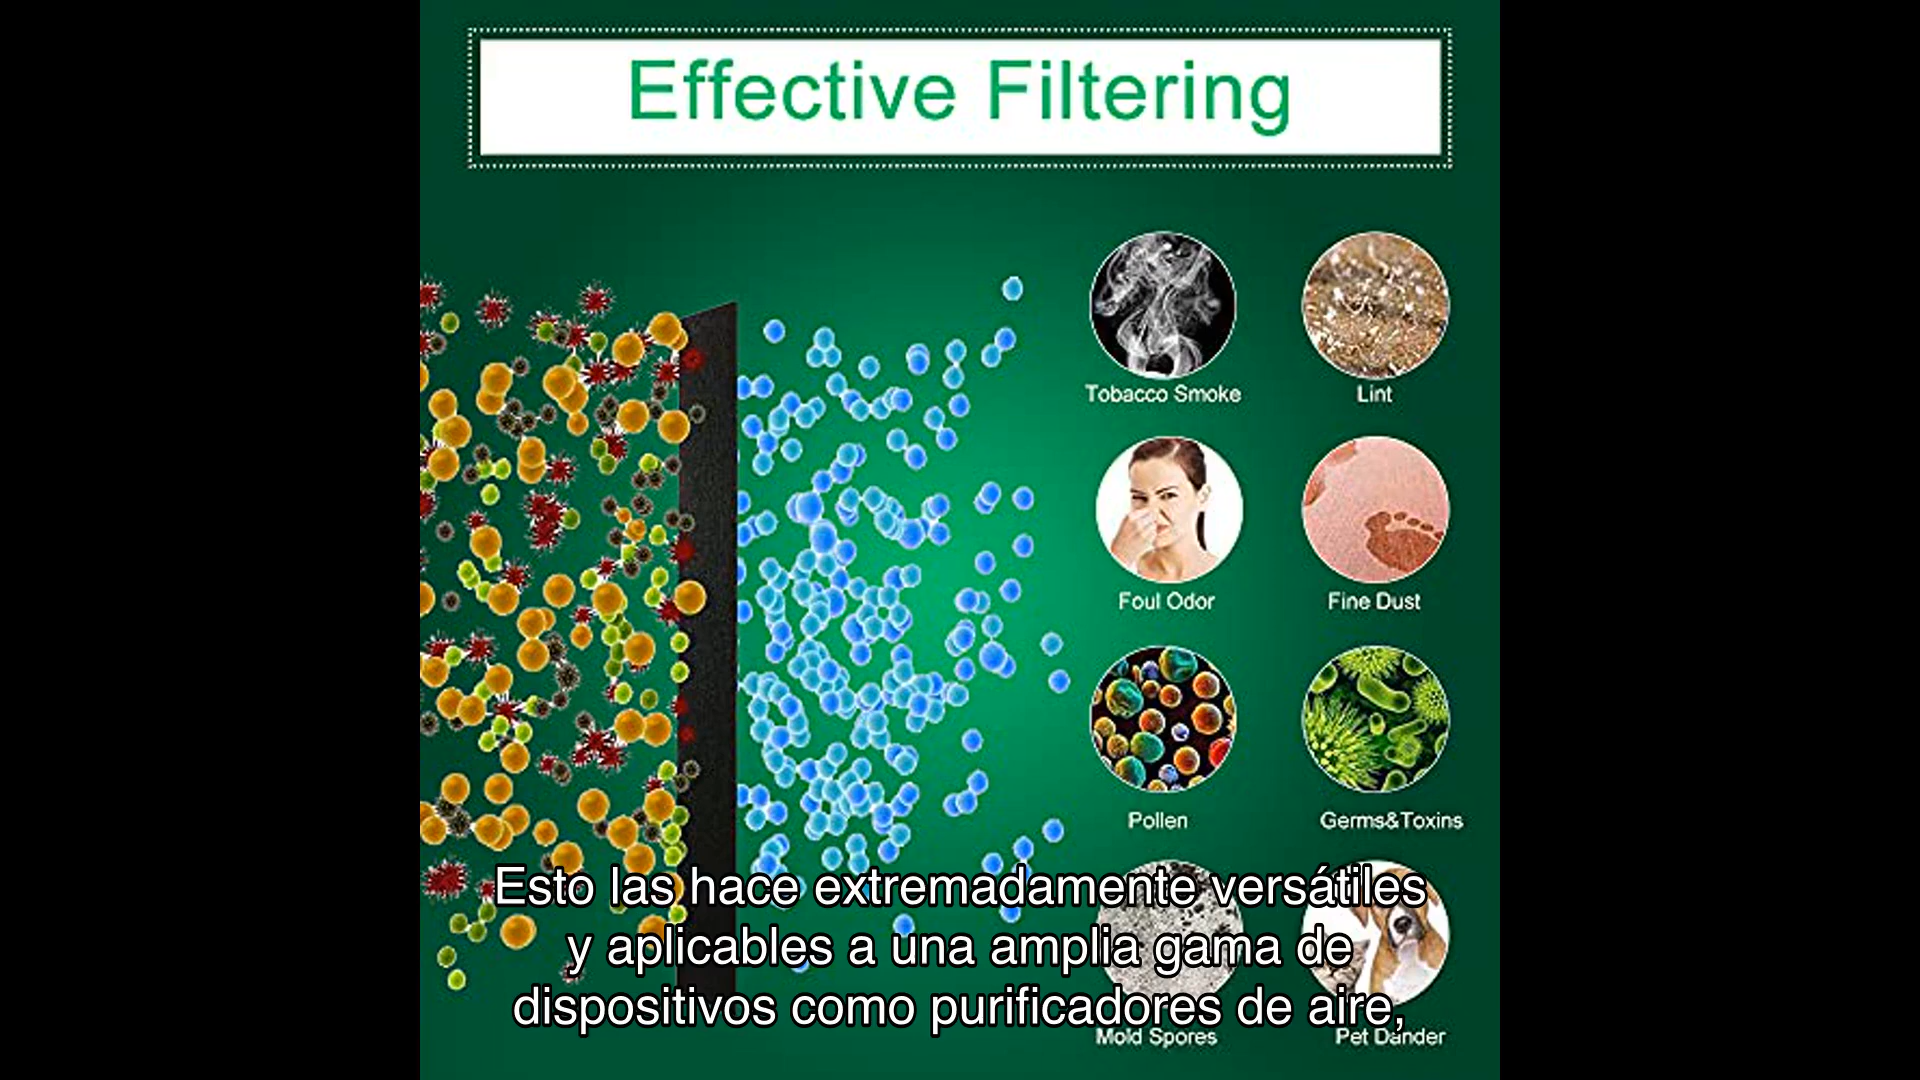 Effective Filtering
Tobacco Smoke
Lint
Foul Odor
Fine Dust
Pollen
Germs&Toxins
Esto las hace extremadamente versátiles
y aplicables a una amplia gama de
dispositivos como purificadores de aire,
Mold Spores
Pet Dander